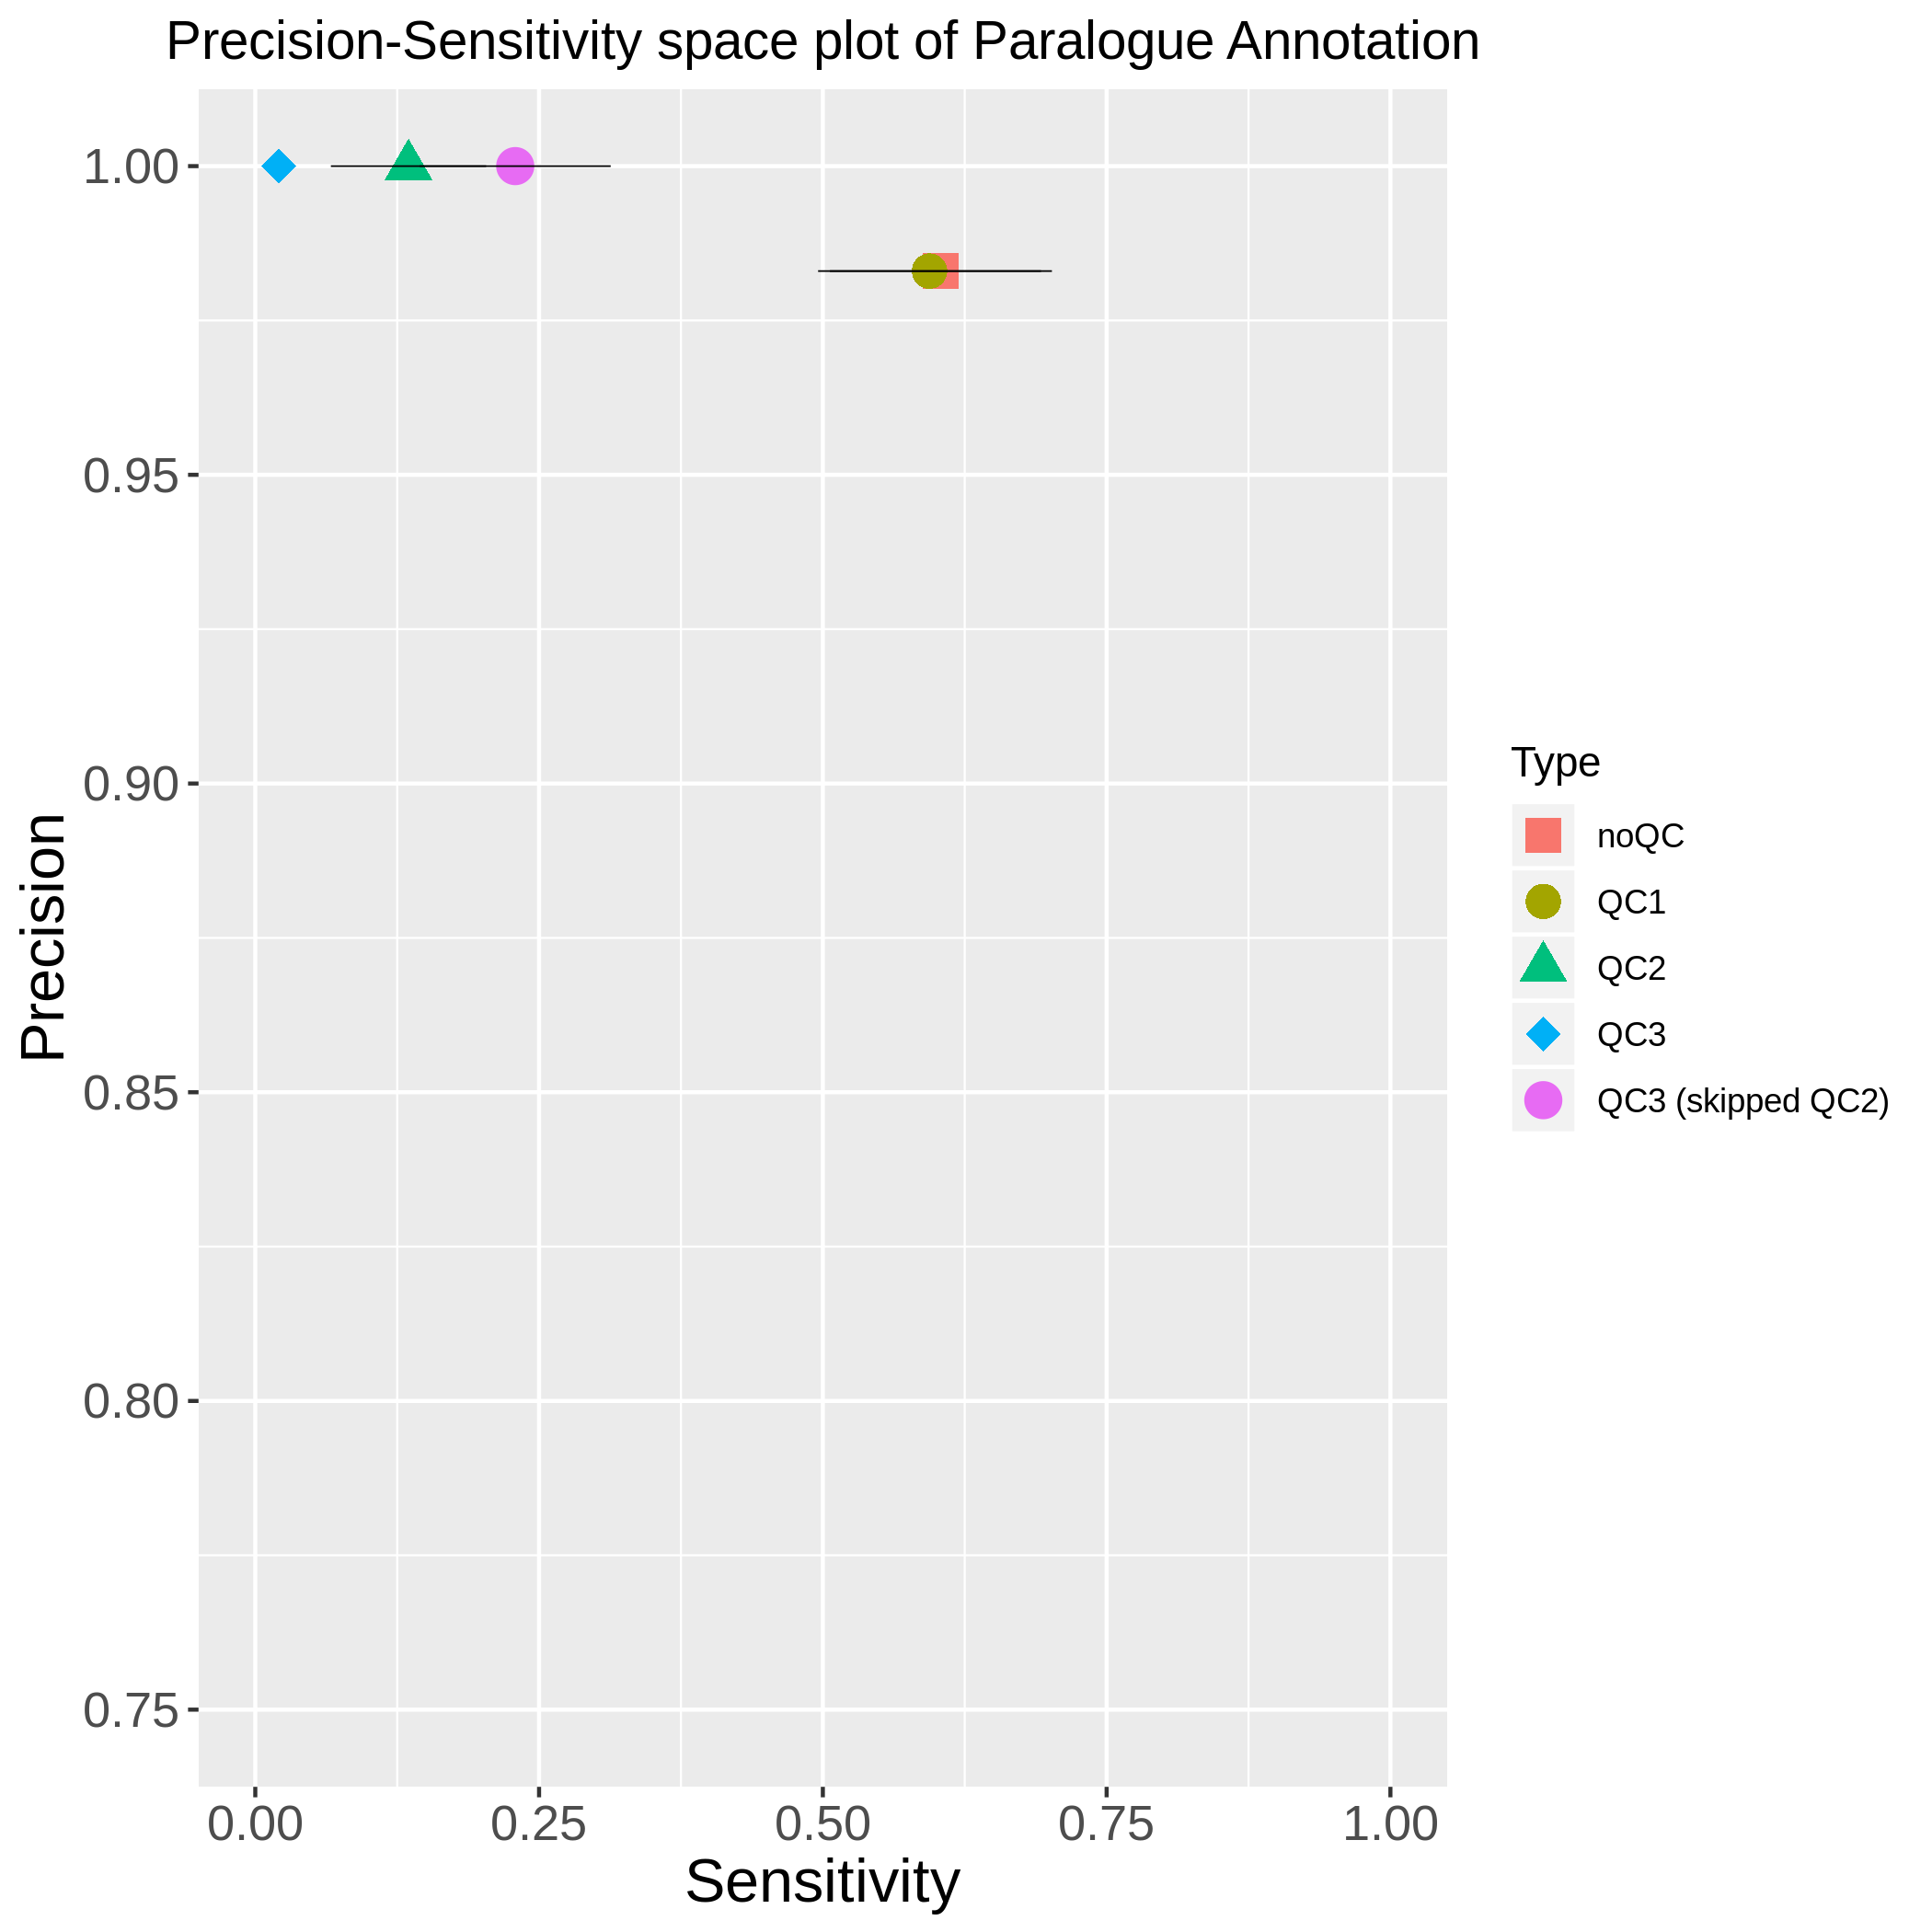 Precision-Sensitivity space plot of Paralogue Annotation
1.00
0.95
0.90
0.85
0.80
0.75
Precision
0.00 0.25 0.50 0.75 1.00
Sensitivity
Type
noQC
QC1
QC2
QC3
QC3 (skipped QC2)